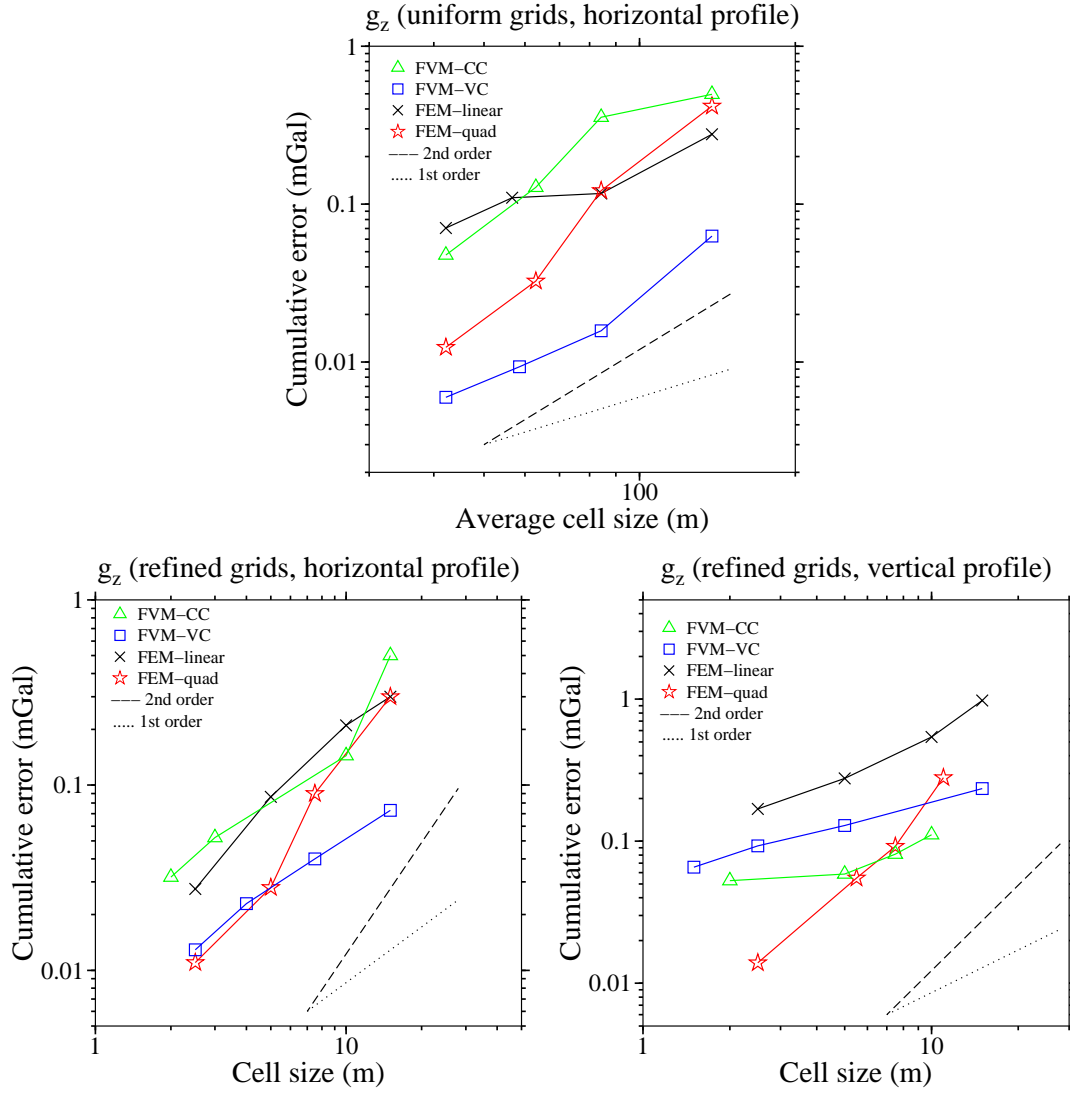 g_z (uniform grids, horizontal profile)
1
FVM−CC
FVM−VC
FEM−linear
FEM−quad
−−− 2nd order
..... 1st order
0.1
0.01
Cumulative error (mGal)
100
Average cell size (m)
g_z (refined grids, horizontal profile)
1
FVM−CC
FVM−VC
FEM−linear
FEM−quad
−−− 2nd order
..... 1st order
0.1
0.01
Cumulative error (mGal)
1
10
Cell size (m)
g_z (refined grids, vertical profile)
FVM−CC
FVM−VC
FEM−linear
FEM−quad
−−− 2nd order
..... 1st order
1
0.1
0.01
Cumulative error (mGal)
1
10
Cell size (m)